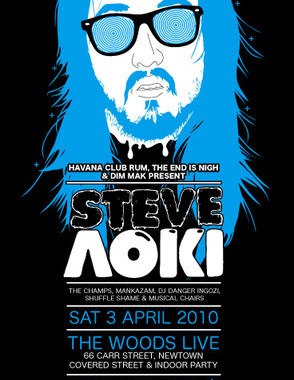 HAVANA CLUB RUM, THE END IS NIGH
& DIM MAK PRESENT
STEVE
AOKI
THE CHAMPS, MANKAZAM, DJ DANGER INGOZI,
SHUFFLE SHAME & MUSICAL CHAIRS
SAT 3 APRIL 2010
THE WOODS LIVE
66 CARR STREET, NEWTOWN
COVERED STREET & INDOOR PARTY